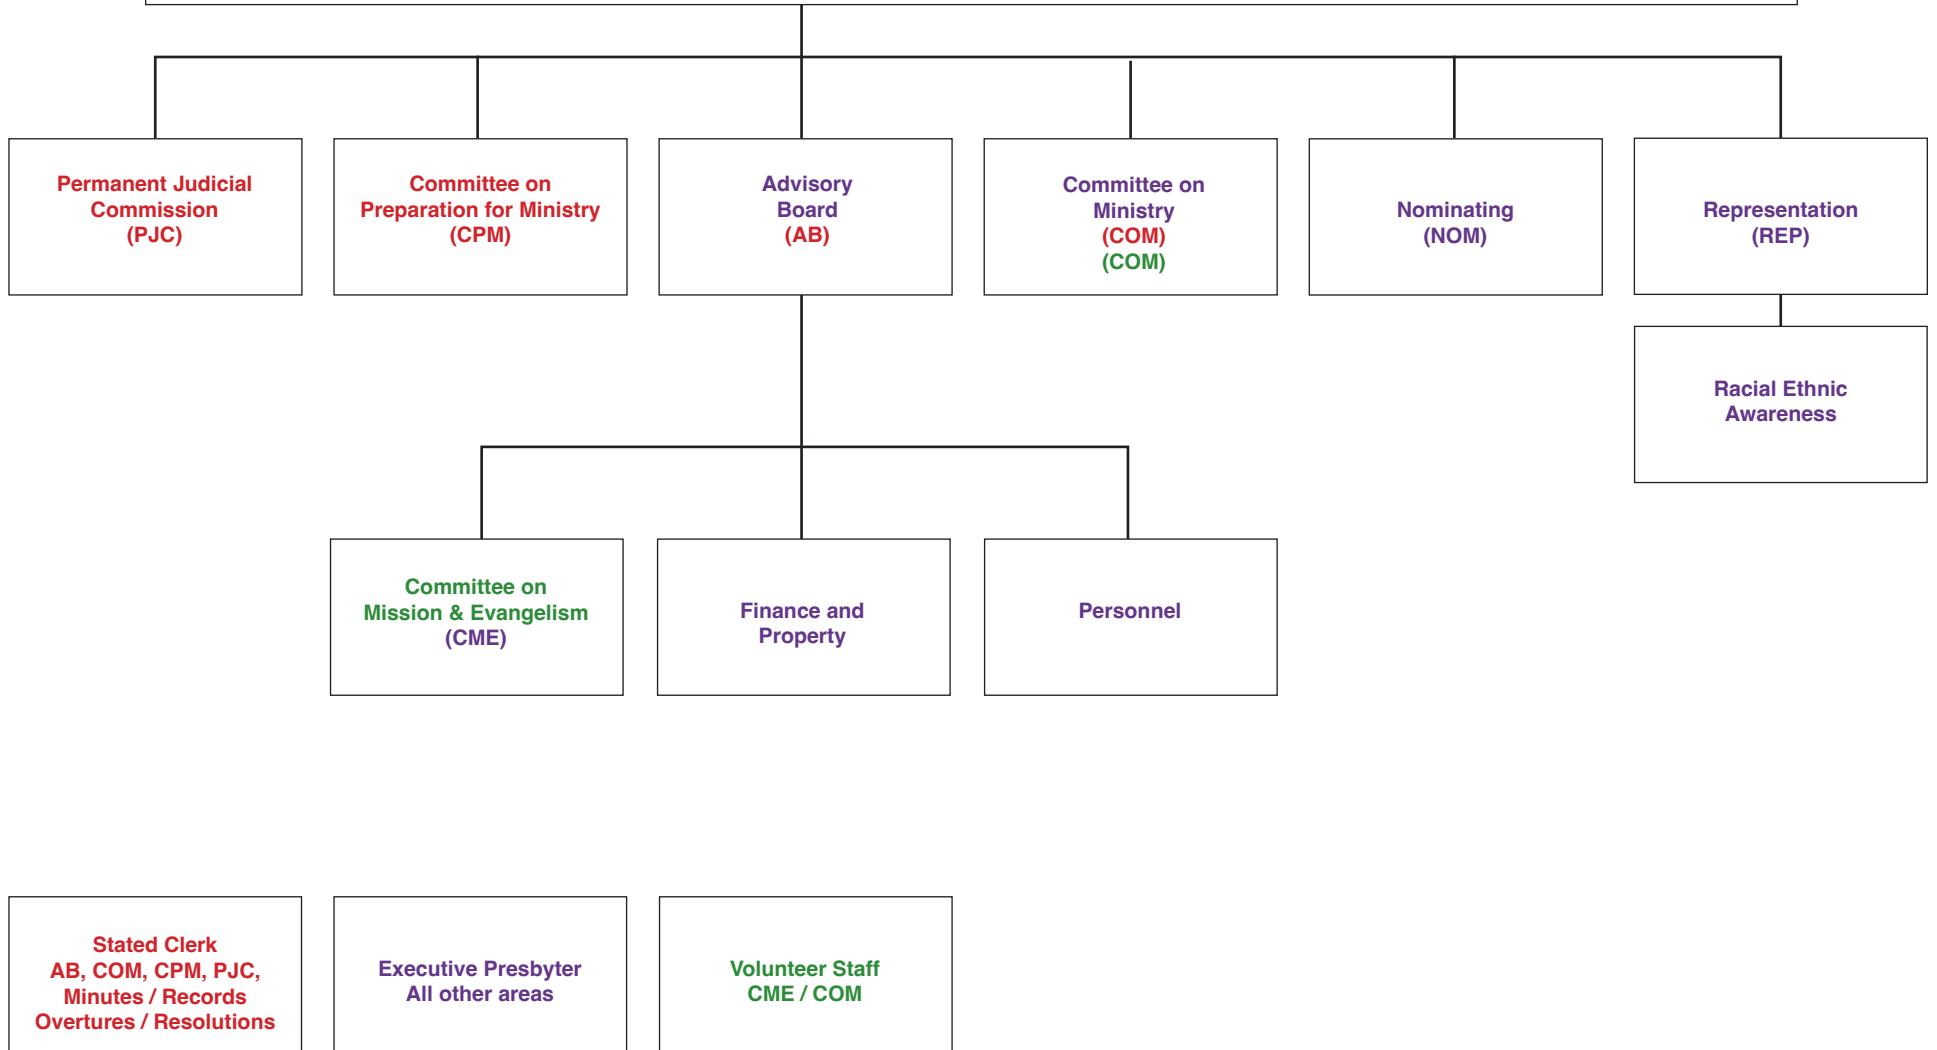 Permanent Judicial
Commission
(PJC)
Committee on
Preparation for Ministry
(CPM)
Advisory
Board
(AB)
Committee on
Ministry
(COM)
(COM)
Nominating
(NOM)
Representation
(REP)
Racial Ethnic
Awareness
Committee on
Mission & Evangelism
(CME)
Finance and
Property
Personnel
Stated Clerk
AB, COM, CPM, PJC,
Minutes / Records
Overtures / Resolutions
Executive Presbyter
All other areas
Volunteer Staff
CME / COM